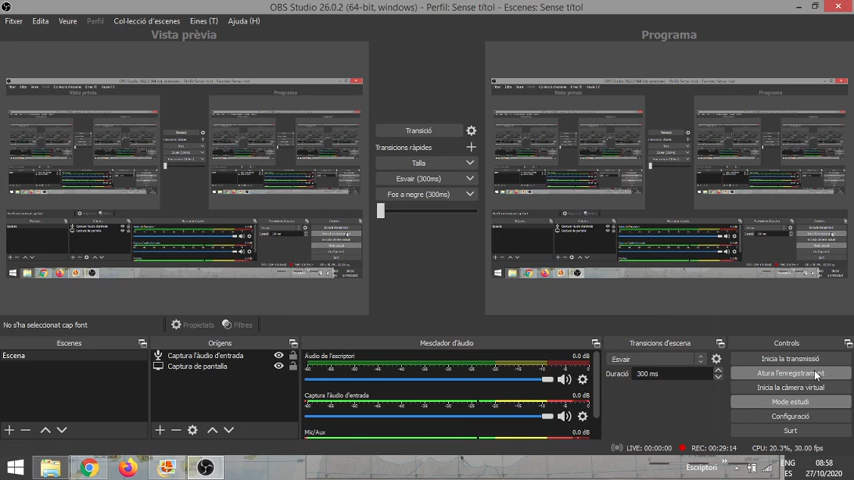 OBS Studio 26.0.2 (64-bit, windows) - Perfil: Sense títol - Escenes: Sense títol
Fitxer Edita Veure Perfil Col·lecció d'escenes Eines (T) Ajuda (H)
Vista prèvia
Programa
Transició
Transicions ràpides
Talla
Esvair (300ms)
Fos a negre (300ms)
No s'ha seleccionat cap font
Propietats
Filtres
Escenes
Orígens
Mesclador d'àudio
Transicions d'escena
Controls
Escena
Captura l'àudio d'entrada
Captura de pantalla
Àudio de l'escriptori
0.0 dB
Captura l'àudio d'entrada
0.0 dB
Mic/Aux
0.0 dB
Esvair
Duració 300 ms
Inicia la transmissió
Atura l'enregistrament
Inicia la càmera virtual
Mode estudi
Configuració
Surt
LIVE: 00:00:00
REC: 00:29:14
CPU: 20.3%, 30.00 fps
Escriptori
ENG
ES
08:58
27/10/2020